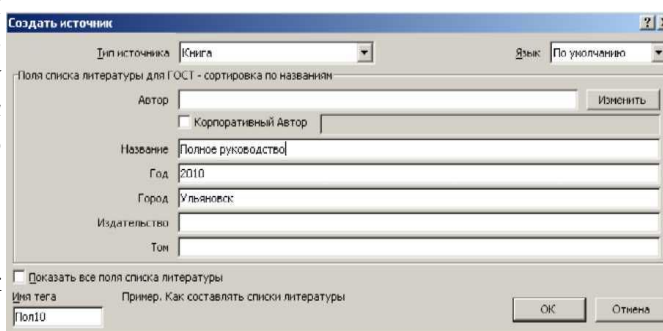 Создать источник
Тип источника Книга Язык По умолчанию
Поля списка литературы для ГОСТ - сортировка по названиям
Автор Изменить
Корпоративный Автор
Название Полное руководство
Год 2010
Город Ульяновск
Издательство
Том
Показать все поля списка литературы
Имя тега Пример. Как составлять списки литературы
Пол10 ОК Отмена